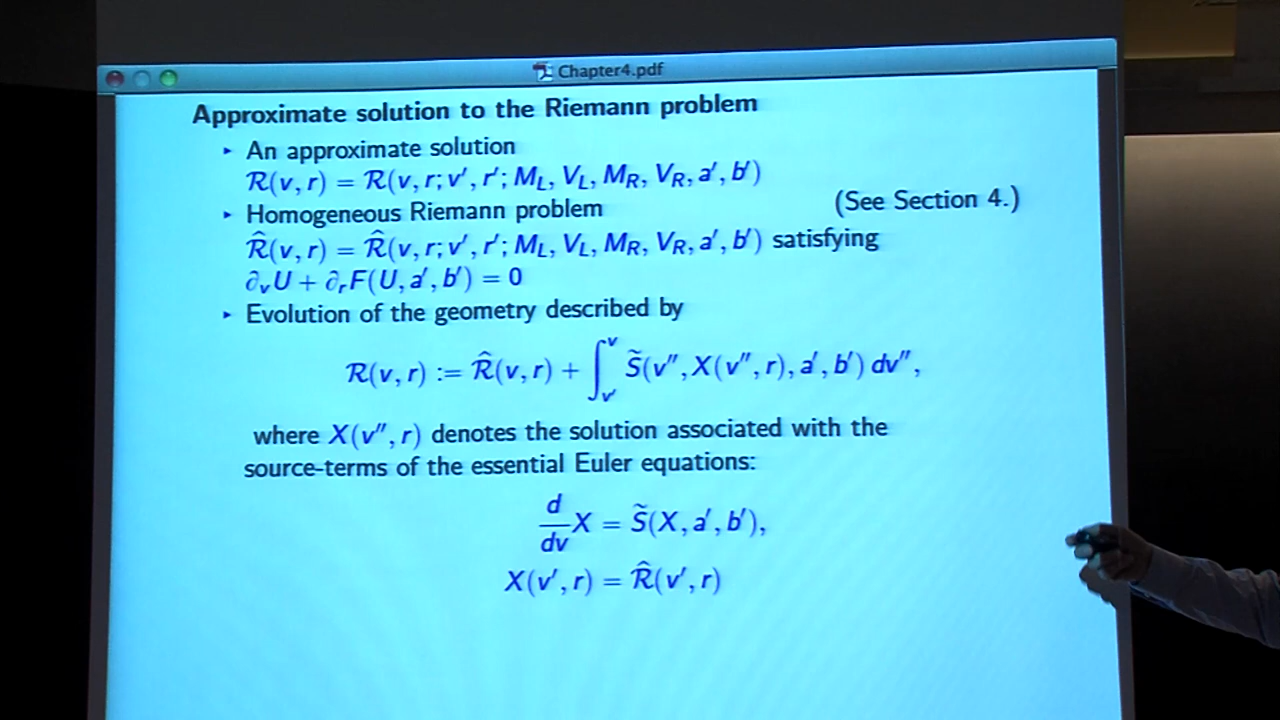 Chapter4.pdf
Approximate solution to the Riemann problem
‣ An approximate solution
ℛ(v, r) = ℛ(v, r; v′, r′; M_L, V_L, M_R, V_R, a′, b′)
(See Section 4.)
‣ Homogeneous Riemann problem
ℛ̂(v, r) = ℛ̂(v, r; v′, r′; M_L, V_L, M_R, V_R, a′, b′) satisfying
∂_v U + ∂_r F(U, a′, b′) = 0
‣ Evolution of the geometry described by
ℛ(v, r) := ℛ̂(v, r) + ∫_{v′}^{v} S̃(v″, X(v″, r), a′, b′) dv″,
where X(v″, r) denotes the solution associated with the
source-terms of the essential Euler equations:
d/dv X = S̃(X, a′, b′),
X(v′, r) = ℛ̂(v′, r)